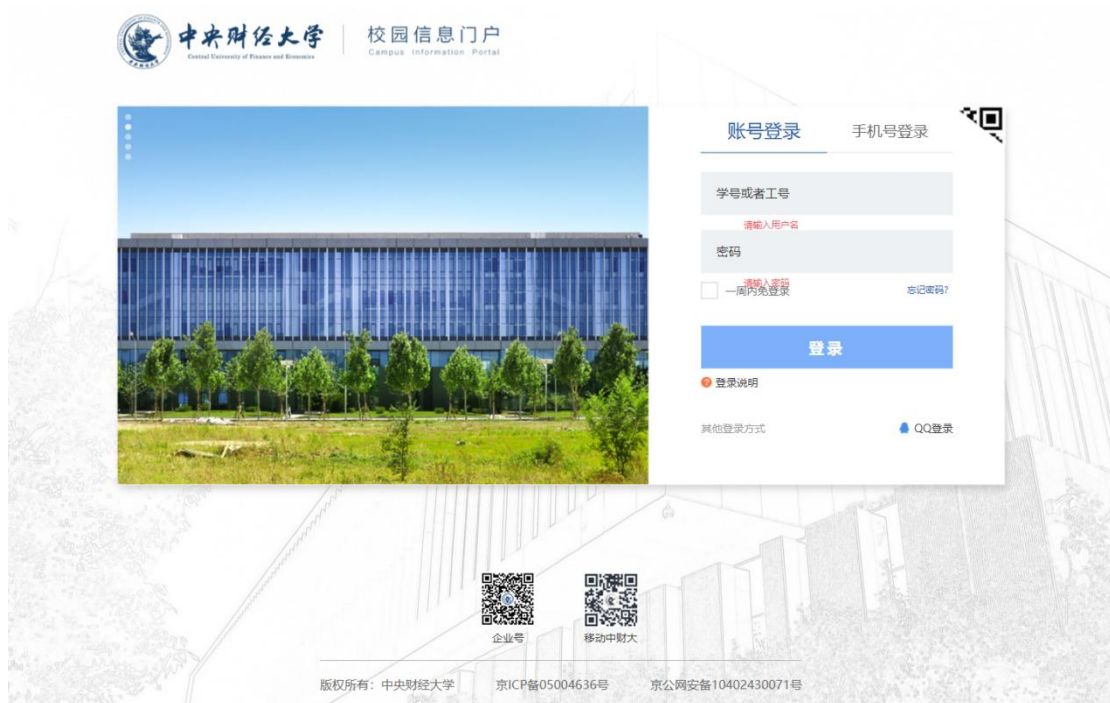 中央财经大学
Central University of Finance and Economics
校园信息门户
Campus Information Portal
账号登录 手机号登录
学号或者工号
请输入用户名
密码
请输入密码
一周内免登录 忘记密码?
登录
? 登录说明
其他登录方式 QQ登录
企业号 移动中财大
版权所有：中央财经大学 京ICP备05004636号 京公网安备10402430071号